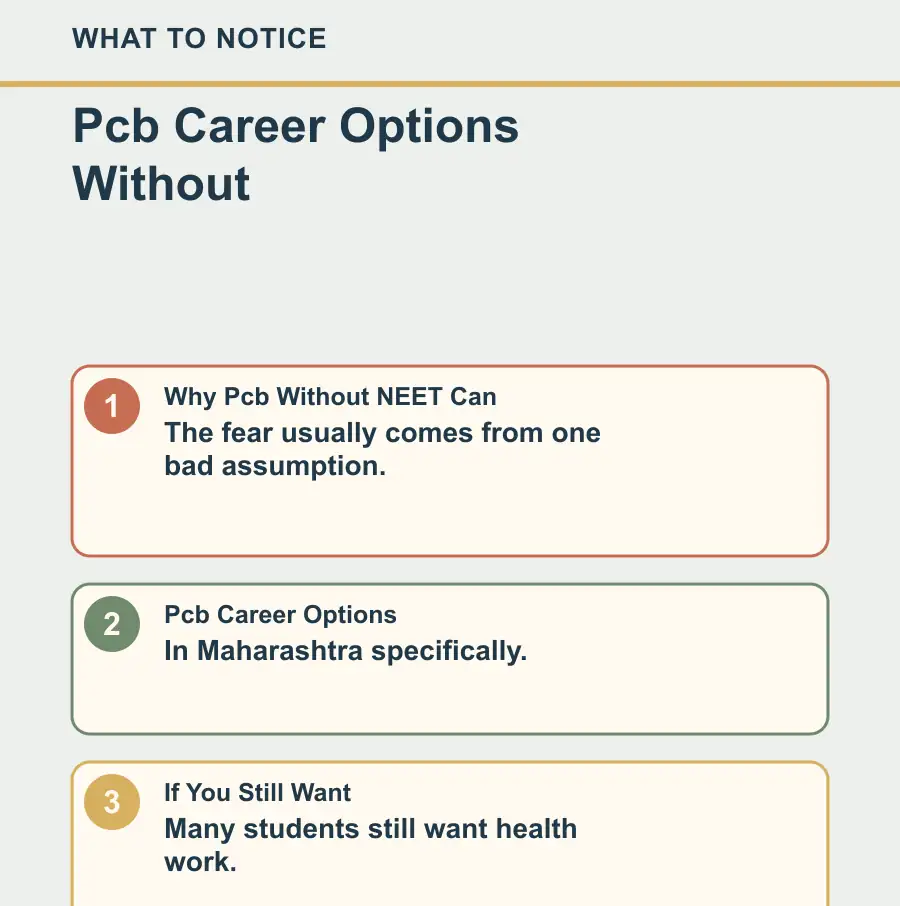 WHAT TO NOTICE
Pcb Career Options
Without
1
Why Pcb Without NEET Can
The fear usually comes from one
bad assumption.
2
Pcb Career Options
In Maharashtra specifically.
3
If You Still Want
Many students still want health
work.